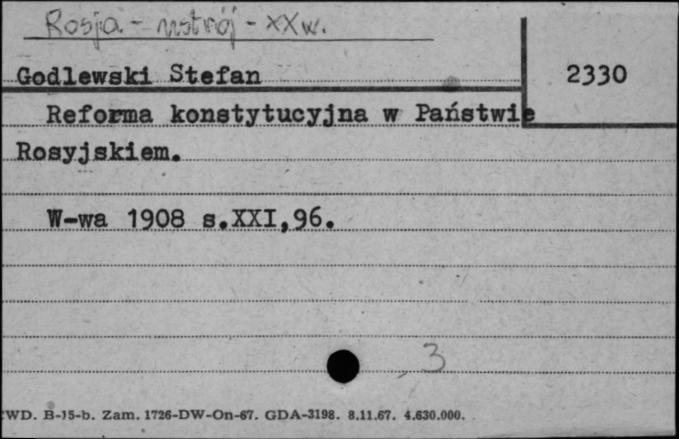 Rosja - ustrój - XX w.
Godlewski Stefan
2330
Reforma konstytucyjna w Państwie
Rosyjskiem.
W-wa 1908 s.XXI,96.
3
WD. B-15-b. Zam. 1726-DW-On-67. GDA-3198. 8.11.67. 4.630.000.